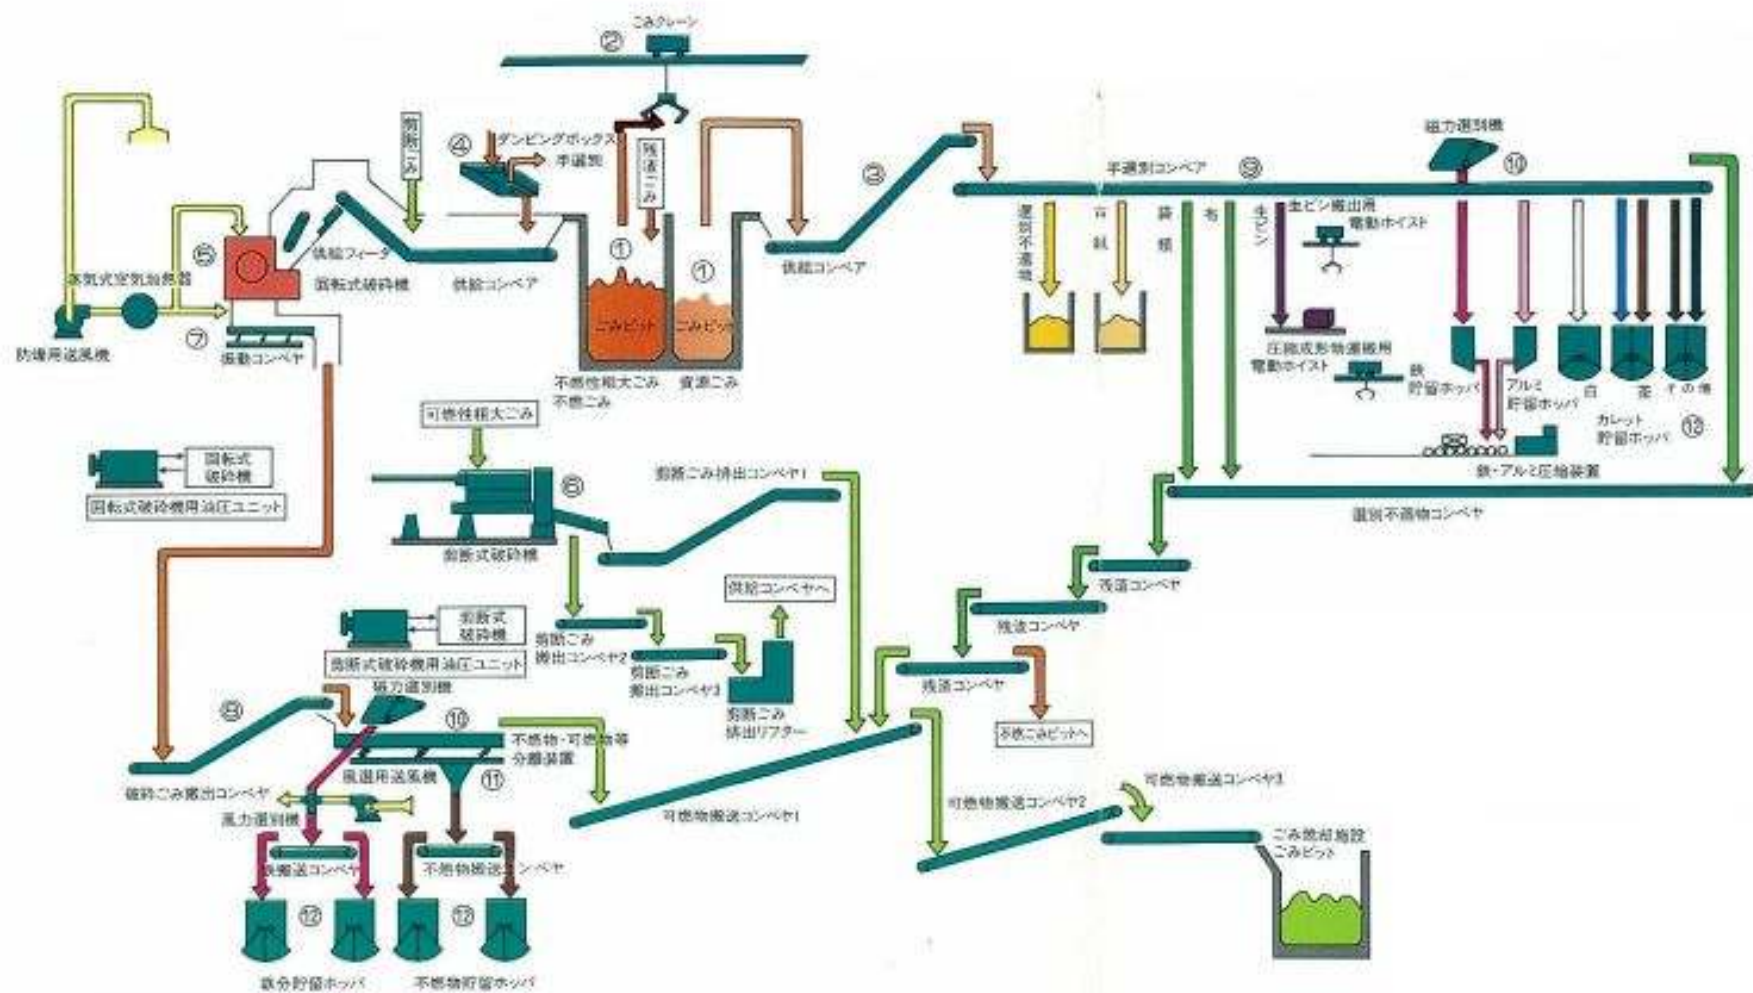 ごみクレーン
②
剪断ごみ
④
ダンピングボックス
手選別
残渣ごみ
③
手選別コンベア
⑨
磁力選別機
⑩
⑤
供給フィーダ
回転式破砕機
供給コンベア
①
ごみピット
①
ごみピット
供給コンベア
選別不適物
古紙
袋類
布
生ビン
生ビン搬出用
電動ホイスト
蒸気式空気加熱器
防爆用送風機
⑦
振動コンベヤ
不燃性粗大ごみ
不燃ごみ
資源ごみ
圧縮成形物運搬用
電動ホイスト
鉄
貯留ホッパ
アルミ
貯留ホッパ
白
茶
その他
カレット
貯留ホッパ
⑫
鉄・アルミ圧縮装置
可燃性粗大ごみ
回転式
破砕機
回転式破砕機用油圧ユニット
⑥
剪断式破砕機
剪断ごみ排出コンベヤ1
選別不適物コンベヤ
残渣コンベヤ
供給コンベヤへ
残渣コンベヤ
剪断式
破砕機
剪断式破砕機用油圧ユニット
剪断ごみ
搬出コンベヤ2
剪断ごみ
搬出コンベヤ3
剪断ごみ
排出リフター
残渣コンベヤ
不燃ごみピットへ
磁力選別機
⑧
⑩
不燃物・可燃物等
分離装置
風選用送風機
⑪
破砕ごみ搬出コンベヤ
風力選別機
可燃物搬送コンベヤ1
可燃物搬送コンベヤ2
可燃物搬送コンベヤ3
ごみ焼却施設
ごみピット
鉄搬送コンベヤ
不燃物搬送コンベヤ
⑫
⑫
鉄分貯留ホッパ
不燃物貯留ホッパ